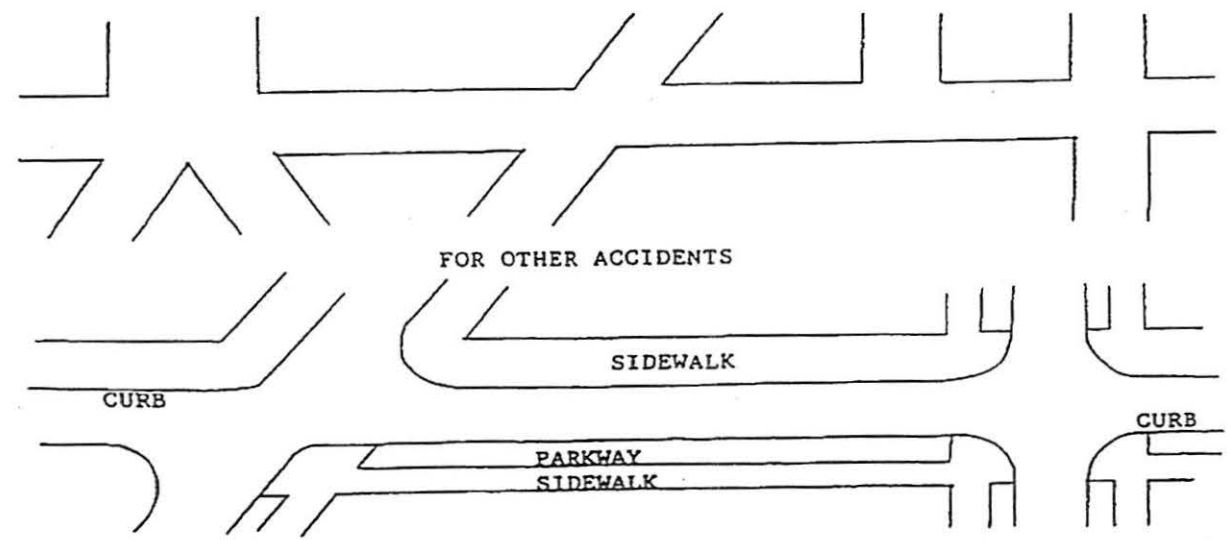 FOR OTHER ACCIDENTS
SIDEWALK
CURB
CURB
PARKWAY
SIDEWALK